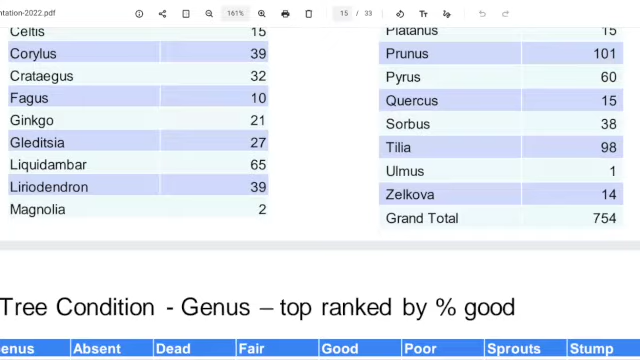 ntation-2022.pdf
161%
15 / 33
Celtis 15
Corylus 39
Crataegus 32
Fagus 10
Ginkgo 21
Gleditsia 27
Liquidambar 65
Liriodendron 39
Magnolia 2
Platanus 15
Prunus 101
Pyrus 60
Quercus 15
Sorbus 38
Tilia 98
Ulmus 1
Zelkova 14
Grand Total 754
Tree Condition - Genus – top ranked by % good
enus Absent Dead Fair Good Poor Sprouts Stump